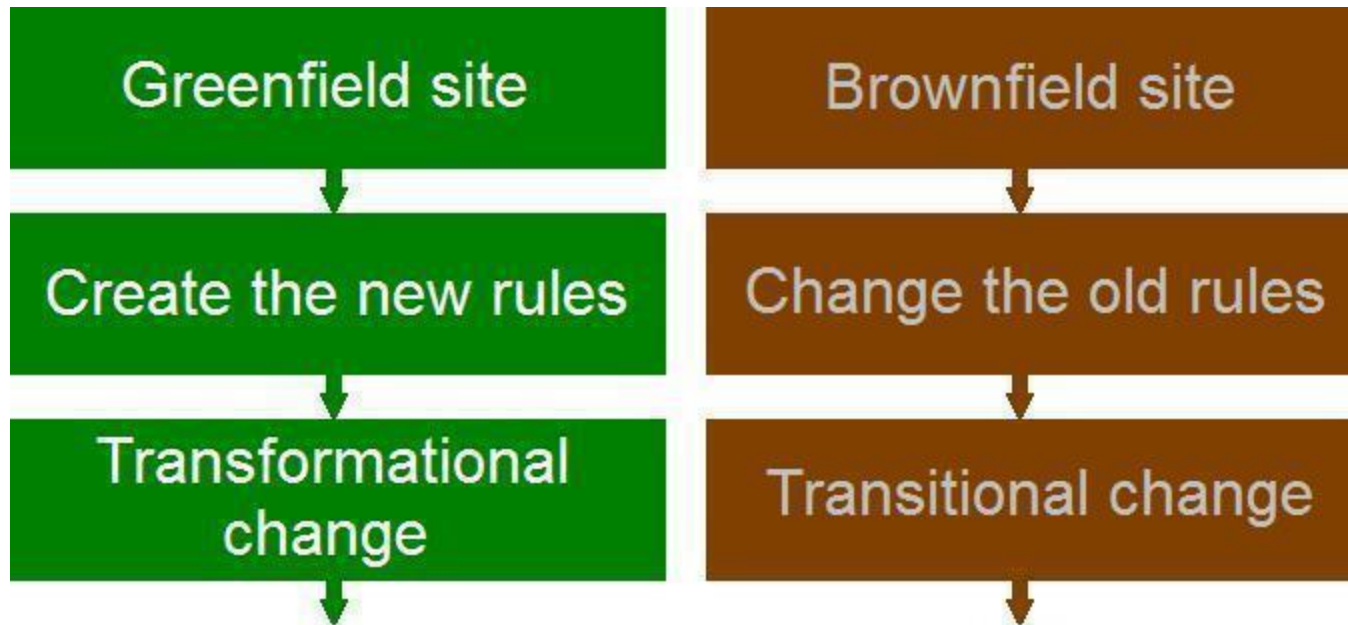 Greenfield site
Create the new rules
Transformational
change
Brownfield site
Change the old rules
Transitional change